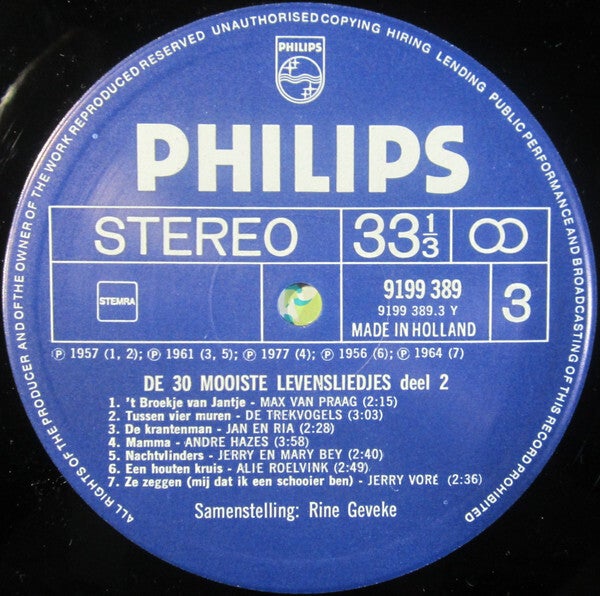 ALL RIGHTS OF THE PRODUCER AND OF THE OWNER OF THE WORK REPRODUCED RESERVED UNAUTHORISED COPYING HIRING LENDING PUBLIC PERFORMANCE AND BROADCASTING OF THIS RECORD PROHIBITED
PHILIPS
PHILIPS
STEREO 33⅓
STEMRA 9199 389 3
9199 389.3 Y
MADE IN HOLLAND
℗ 1957 (1, 2); ℗ 1961 (3, 5); ℗ 1977 (4); ℗ 1956 (6); ℗ 1964 (7)
DE 30 MOOISTE LEVENSLIEDJES deel 2
1. 't Broekje van Jantje - MAX VAN PRAAG (2:15)
2. Tussen vier muren - DE TREKVOGELS (3:03)
3. De krantenman - JAN EN RIA (2:28)
4. Mamma - ANDRE HAZES (3:58)
5. Nachtvlinders - JERRY EN MARY BEY (2:40)
6. Een houten kruis - ALIE ROELVINK (2:49)
7. Ze zeggen (mij dat ik een schooier ben) - JERRY VORÉ (2:36)
Samenstelling: Rine Geveke